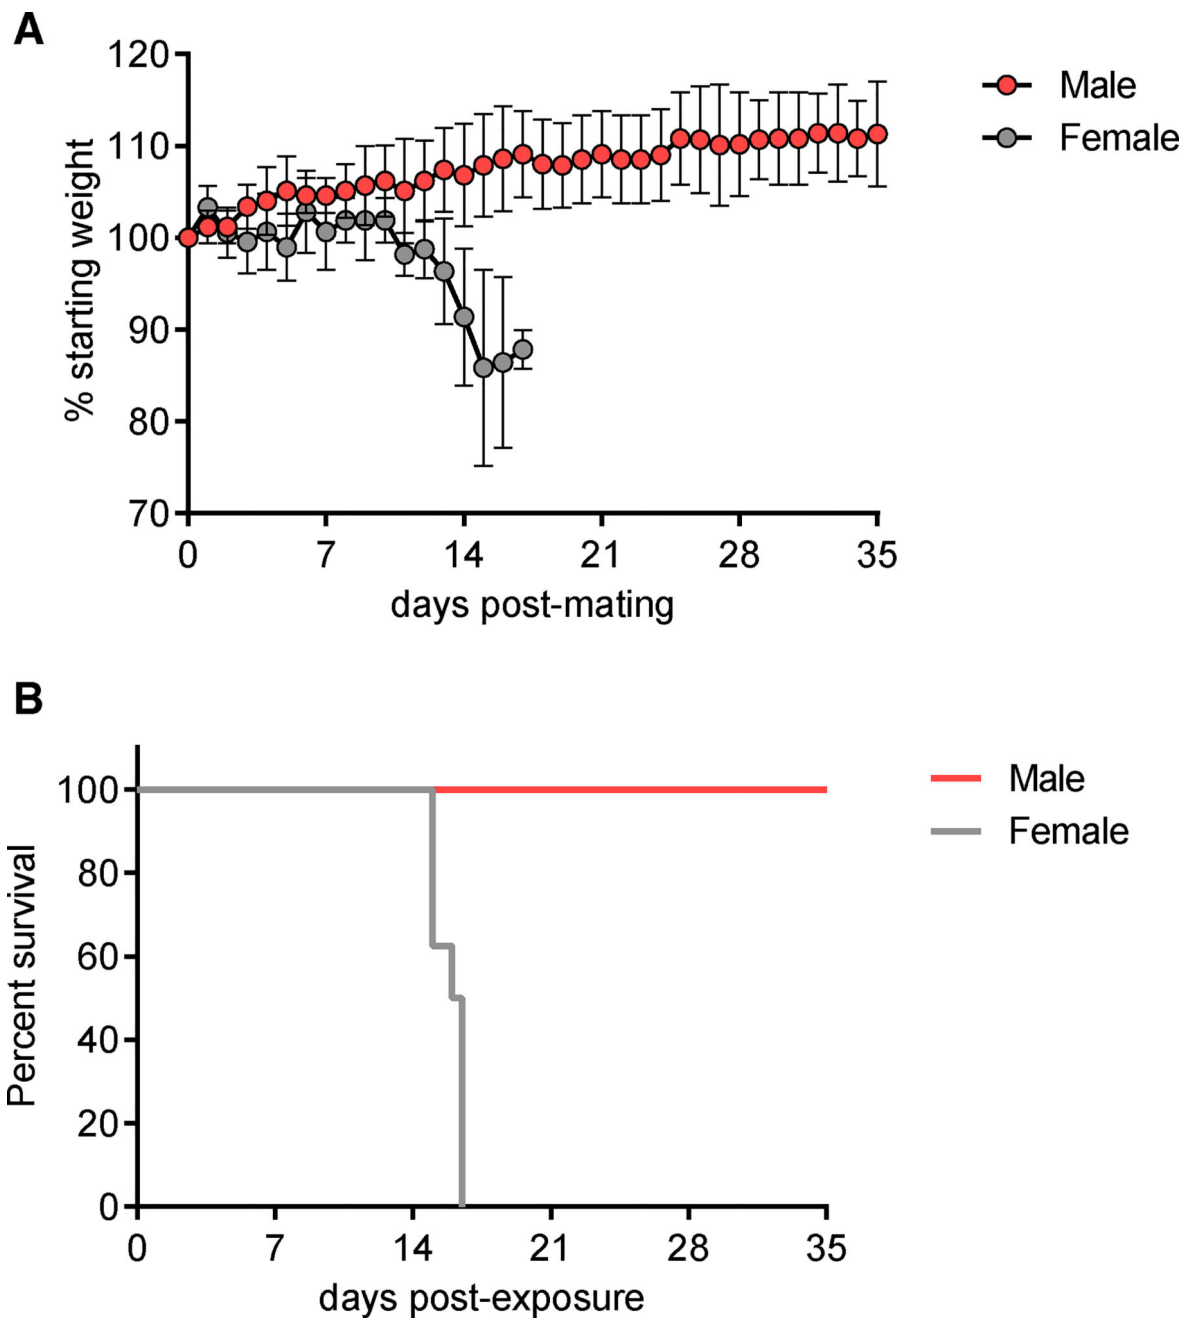 A
120
110
100
90
80
70
% starting weight
0 7 14 21 28 35
days post-mating
Male
Female
B
100
80
60
40
20
0
Percent survival
0 7 14 21 28 35
days post-exposure
Male
Female